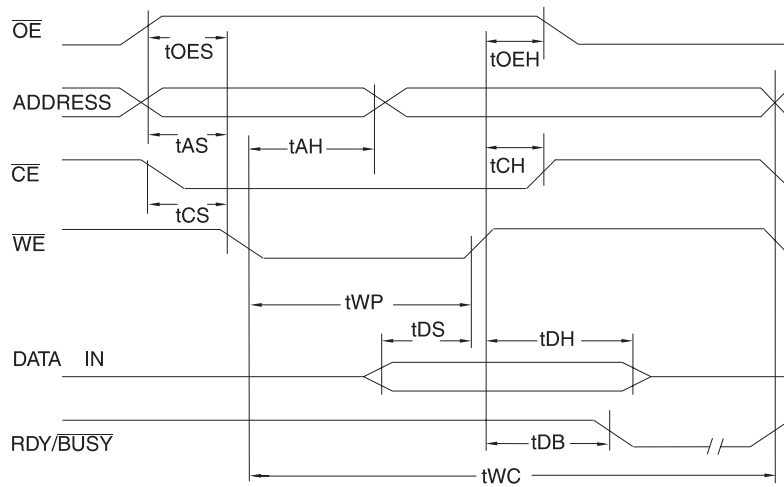 OE
tOES
tOEH
ADDRESS
tAS
tAH
tCH
CE
tCS
WE
tWP
tDS
tDH
DATA IN
RDY/BUSY
tDB
tWC